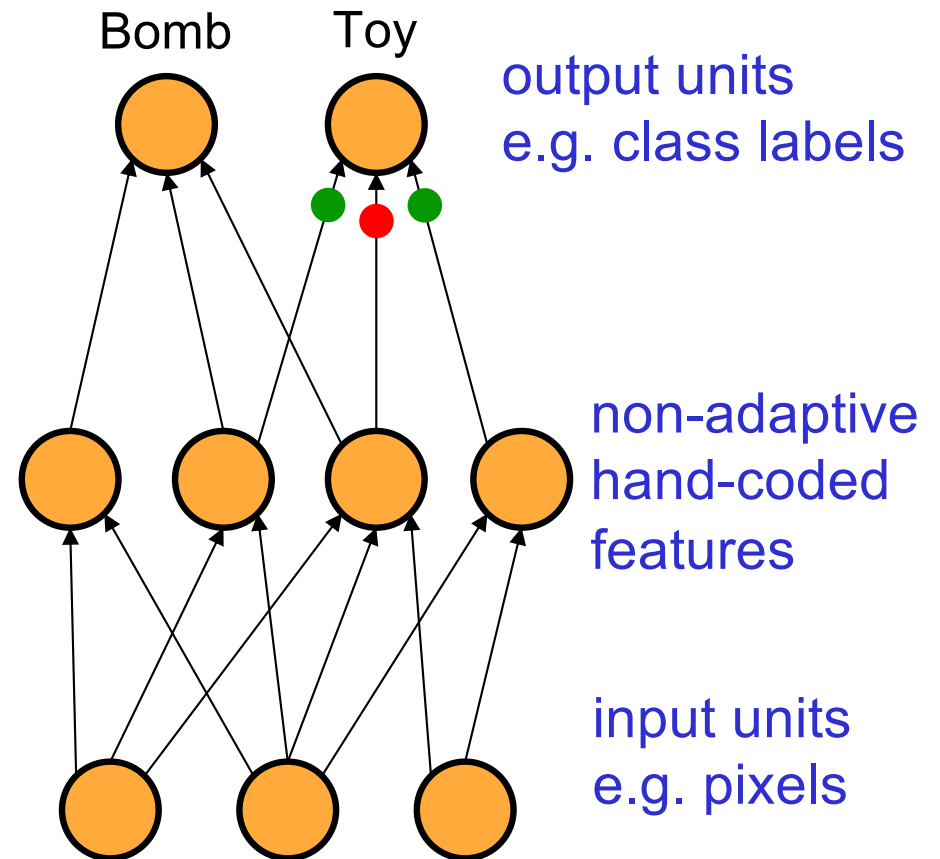 Bomb
Toy
output units
e.g. class labels
non-adaptive
hand-coded
features
input units
e.g. pixels